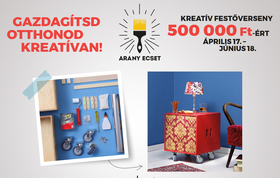 GAZDAGÍTSD
OTTHONOD
KREATÍVAN!
ARANY ECSET
KREATÍV FESTŐVERSENY
500 000 Ft-ÉRT
ÁPRILIS 17. –
JÚNIUS 18.